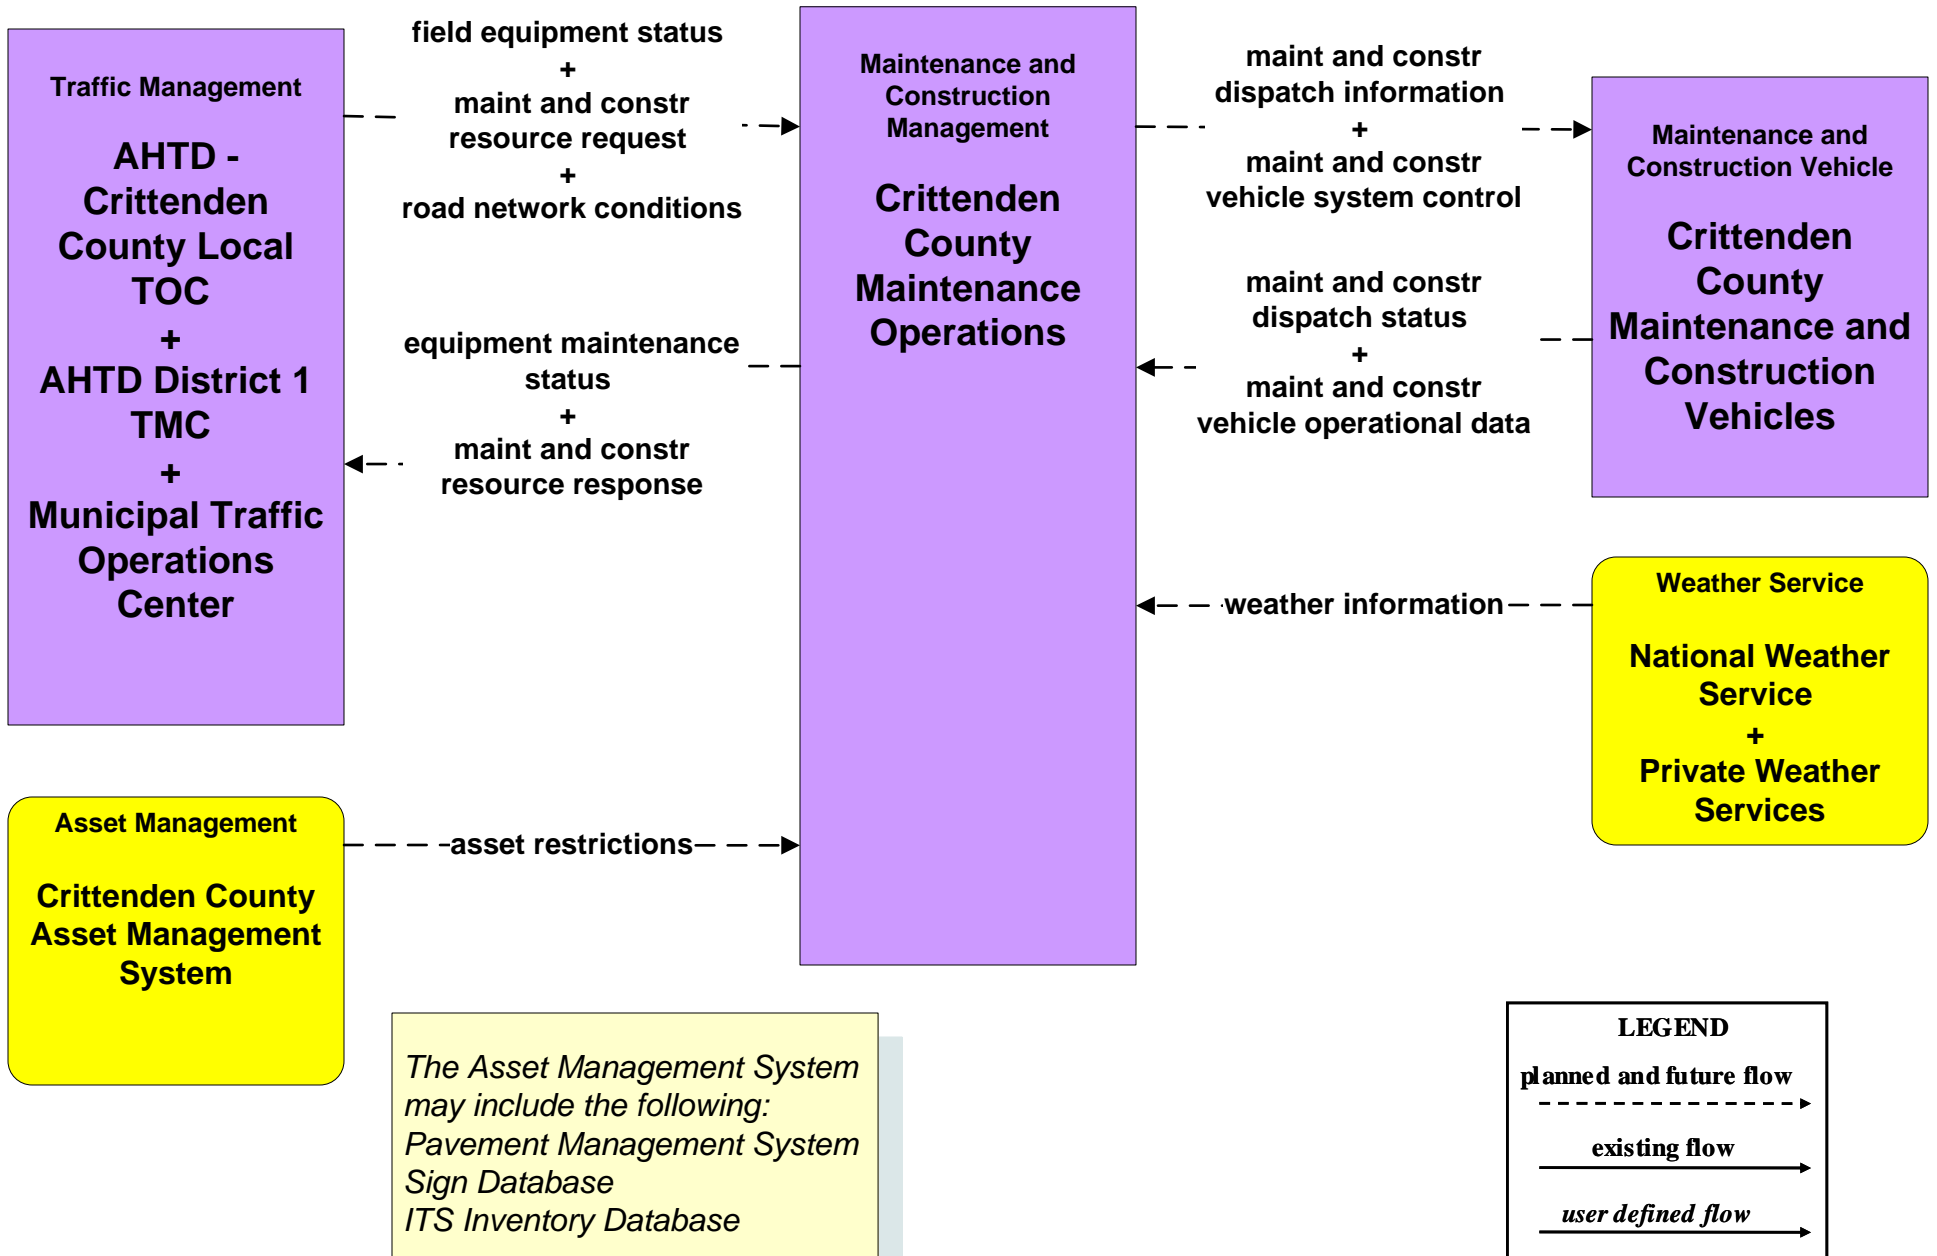 Traffic Management
AHTD -
Crittenden
County Local
TOC
+
AHTD District 1
TMC
+
Municipal Traffic
Operations
Center
field equipment status
+
maint and constr
resource request
+
road network conditions
equipment maintenance
status
+
maint and constr
resource response
Maintenance and
Construction
Management
Crittenden
County
Maintenance
Operations
maint and constr
dispatch information
+
maint and constr
vehicle system control
maint and constr
dispatch status
+
maint and constr
vehicle operational data
Maintenance and
Construction Vehicle
Crittenden
County
Maintenance and
Construction
Vehicles
weather information
Weather Service
National Weather
Service
+
Private Weather
Services
Asset Management
Crittenden County
Asset Management
System
asset restrictions
The Asset Management System
may include the following:
Pavement Management System
Sign Database
ITS Inventory Database
LEGEND
planned and future flow
existing flow
user defined flow